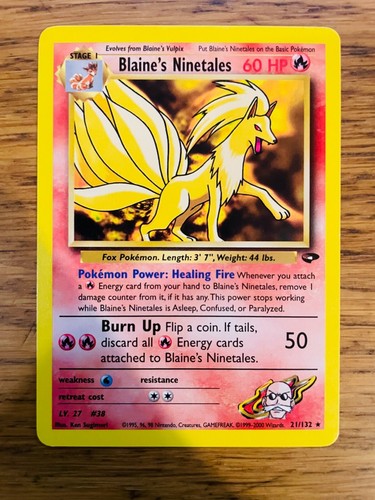 Evolves from Blaine's Vulpix Put Blaine's Ninetales on the Basic Pokémon
STAGE 1
Blaine's Ninetales 60 HP
Fox Pokémon. Length: 3' 7", Weight: 44 lbs.
Pokémon Power: Healing Fire Whenever you attach
a Energy card from your hand to Blaine's Ninetales, remove 1
damage counter from it, if it has any. This power stops working
while Blaine's Ninetales is Asleep, Confused, or Paralyzed.
Burn Up Flip a coin. If tails,
discard all Energy cards 50
attached to Blaine's Ninetales.
weakness resistance
retreat cost
LV. 27 #38
Illus. Ken Sugimori ©1995, 96, 98 Nintendo, Creatures, GAMEFREAK. ©1999-2000 Wizards. 21/132 ★